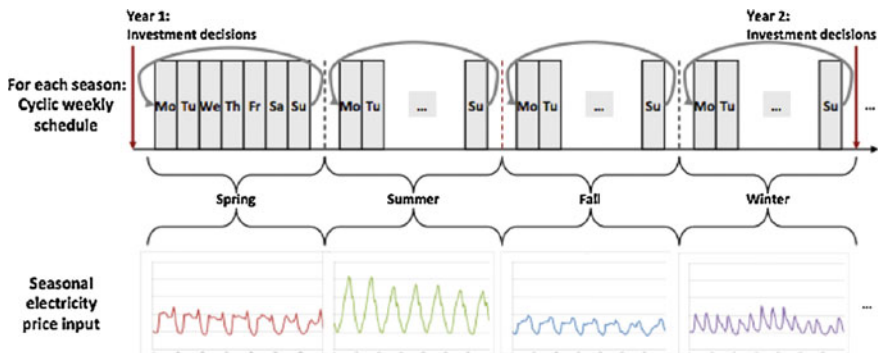 Year 1:
Investment decisions
Year 2:
Investment decisions
For each season:
Cyclic weekly
schedule
Mo Tu We Th Fr Sa Su
Mo Tu ... Su
Mo Tu ... Su
Mo Tu ... Su
...
Spring
Summer
Fall
Winter
Seasonal
electricity
price input
...